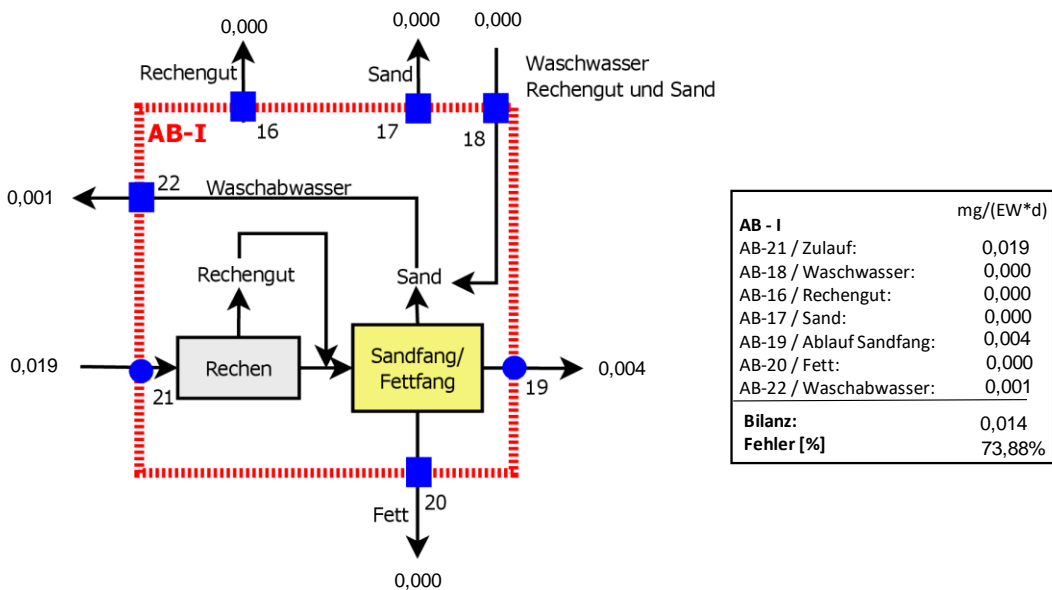 0,000
0,000
0,000
Rechengut
Sand
Waschwasser
Rechengut und Sand
AB-I
16
17
18
22
0,001
Waschabwasser
Rechengut
Sand
0,019
21
Rechen
Sandfang/
Fettfang
19
0,004
20
Fett
0,000
mg/(EW*d)
AB - I
AB-21 / Zulauf: 0,019
AB-18 / Waschwasser: 0,000
AB-16 / Rechengut: 0,000
AB-17 / Sand: 0,000
AB-19 / Ablauf Sandfang: 0,004
AB-20 / Fett: 0,000
AB-22 / Waschabwasser: 0,001
Bilanz: 0,014
Fehler [%] 73,88%